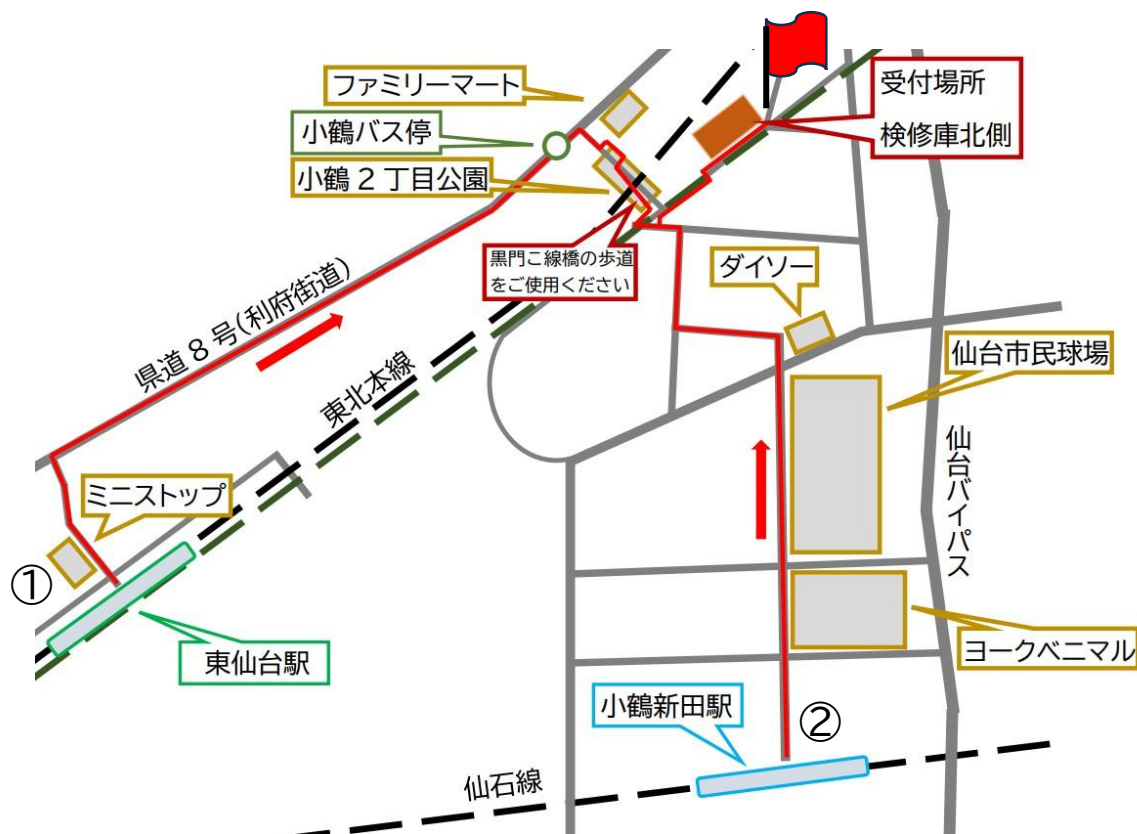 ファミリーマート
受付場所
検修庫北側
小鶴バス停
小鶴２丁目公園
黒門こ線橋の歩道
をご使用ください
ダイソー
県道８号(利府街道)
東北本線
仙台市民球場
仙台バイパス
ミニストップ
①
東仙台駅
ヨークベニマル
小鶴新田駅
②
仙石線